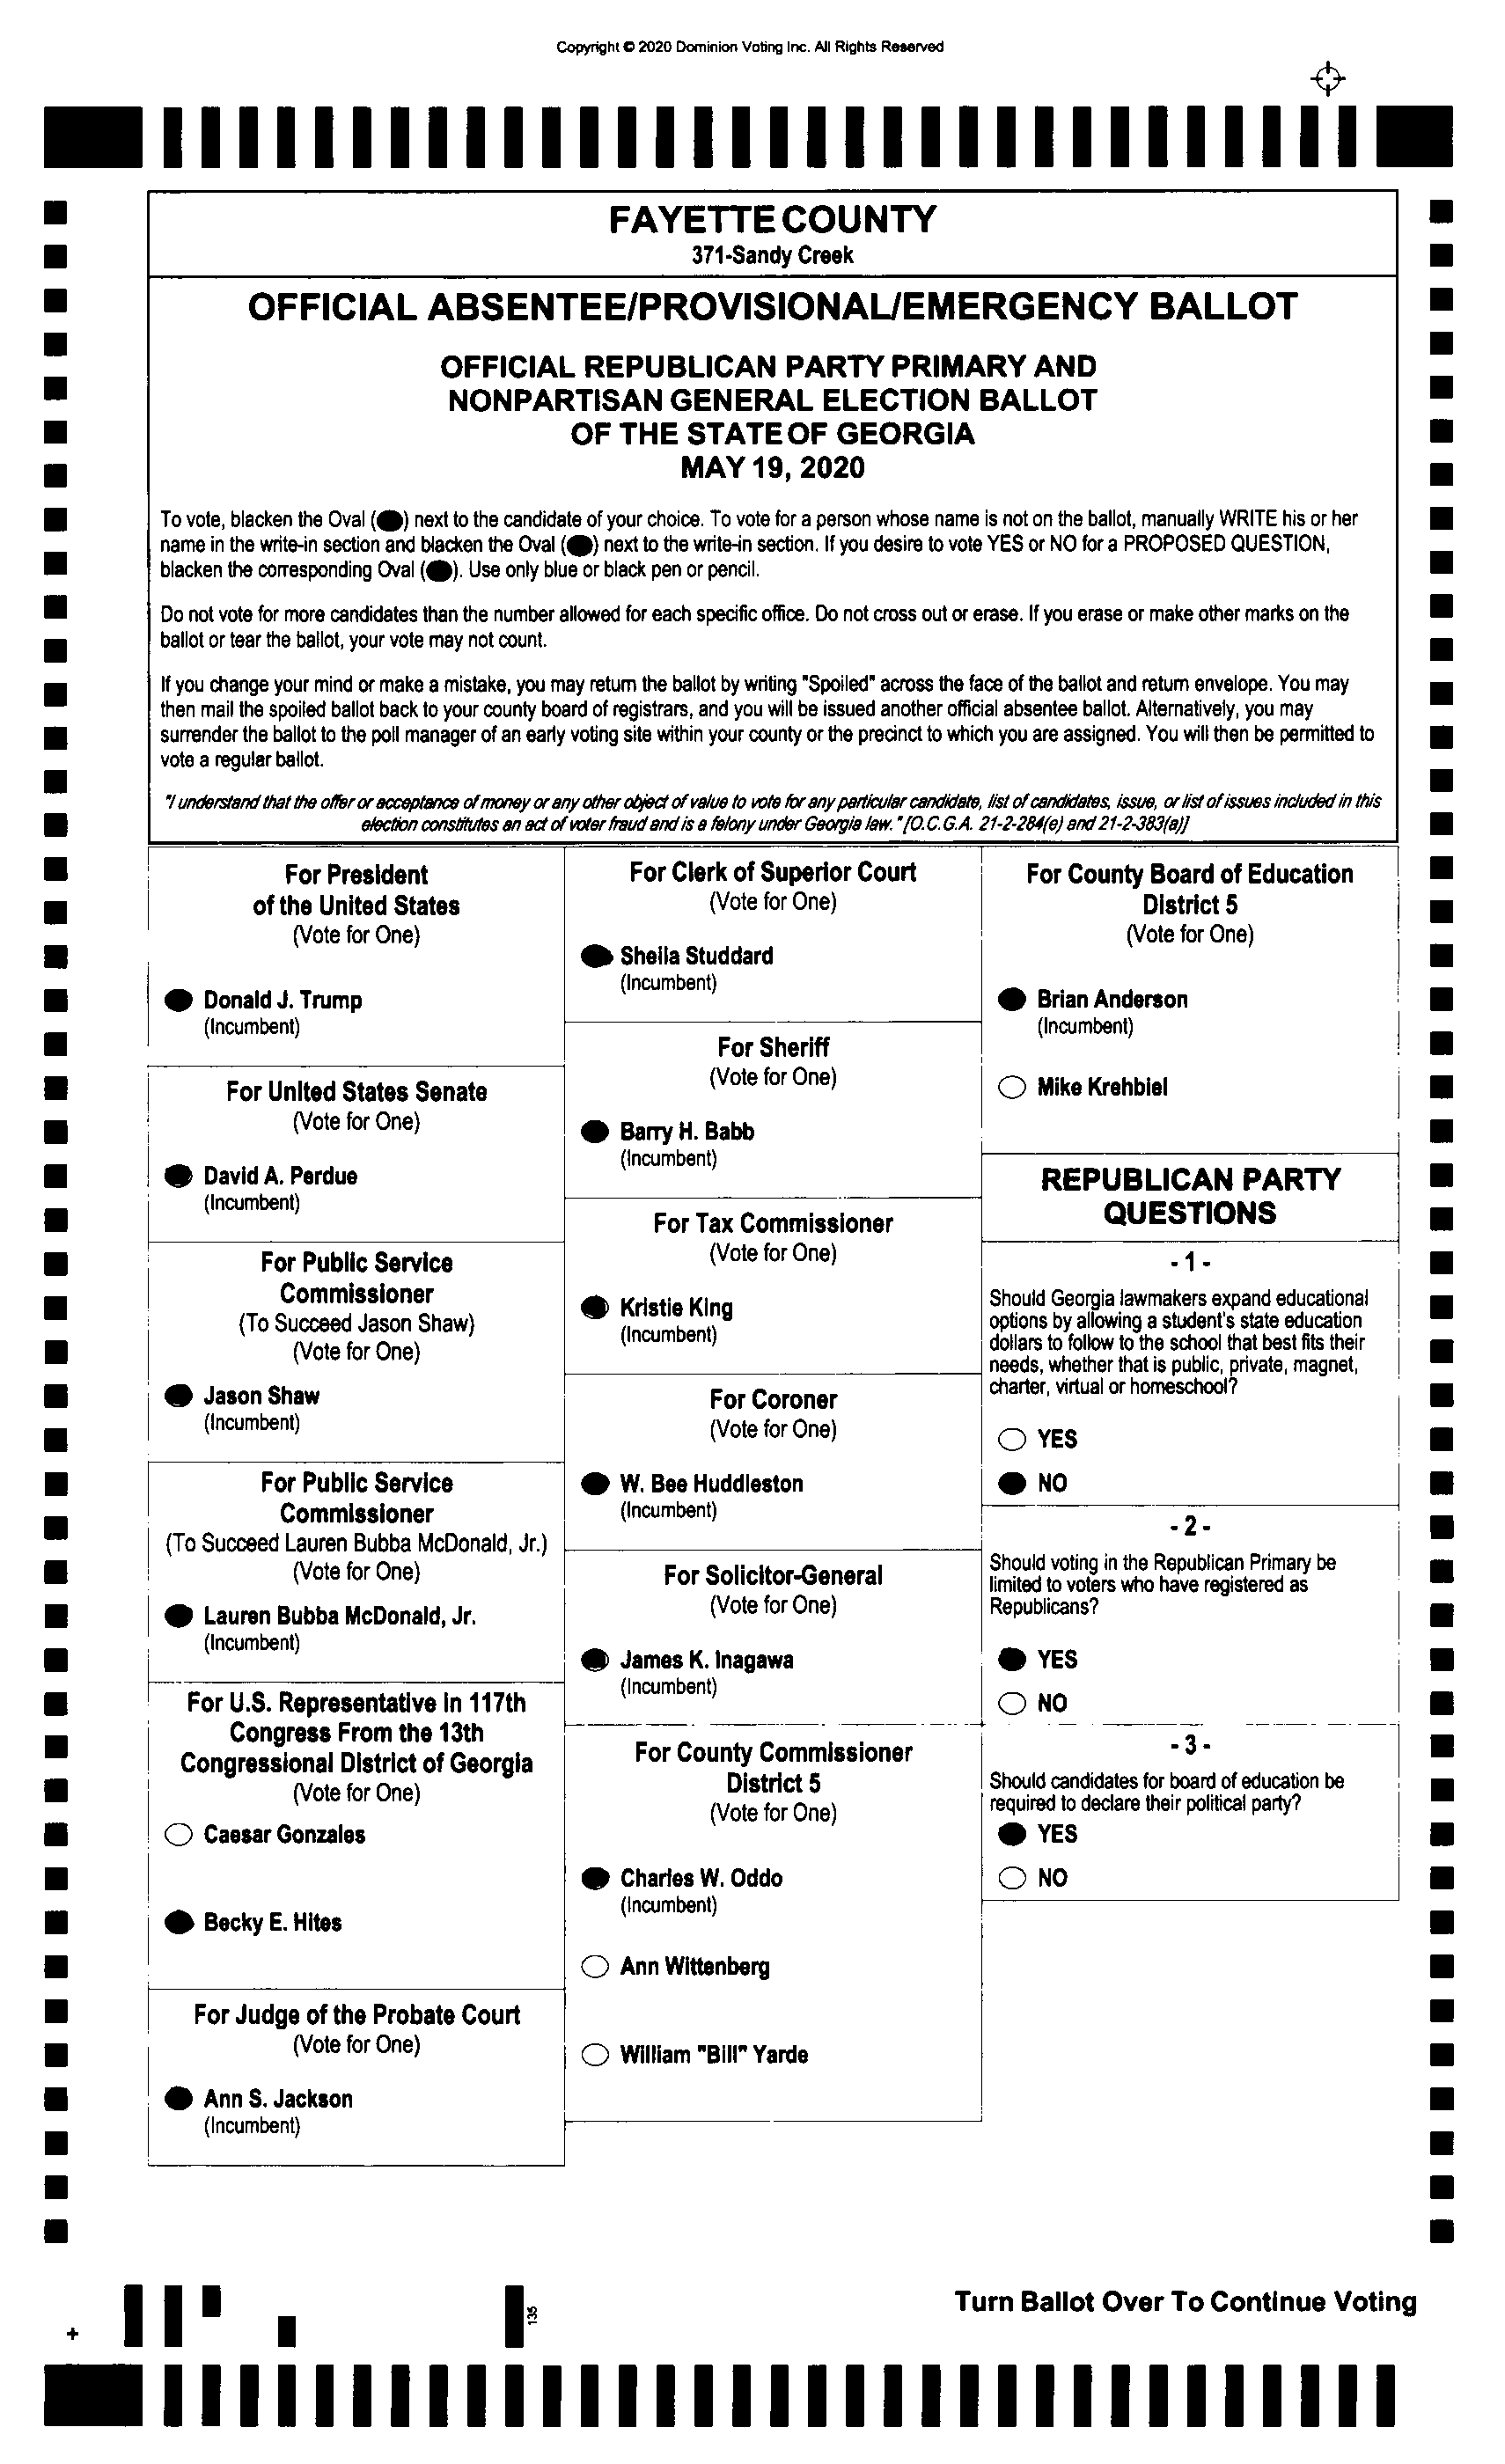 Copyright © 2020 Dominion Voting Inc. All Rights Reserved
FAYETTE COUNTY
371-Sandy Creek
OFFICIAL ABSENTEE/PROVISIONAL/EMERGENCY BALLOT
OFFICIAL REPUBLICAN PARTY PRIMARY AND
NONPARTISAN GENERAL ELECTION BALLOT
OF THE STATE OF GEORGIA
MAY 19, 2020
To vote, blacken the Oval ( ) next to the candidate of your choice. To vote for a person whose name is not on the ballot, manually WRITE his or her
name in the write-in section and blacken the Oval ( ) next to the write-in section. If you desire to vote YES or NO for a PROPOSED QUESTION,
blacken the corresponding Oval ( ). Use only blue or black pen or pencil.
Do not vote for more candidates than the number allowed for each specific office. Do not cross out or erase. If you erase or make other marks on the
ballot or tear the ballot, your vote may not count.
If you change your mind or make a mistake, you may return the ballot by writing "Spoiled" across the face of the ballot and return envelope. You may
then mail the spoiled ballot back to your county board of registrars, and you will be issued another official absentee ballot. Alternatively, you may
surrender the ballot to the poll manager of an early voting site within your county or the precinct to which you are assigned. You will then be permitted to
vote a regular ballot.
"I understand that the offer or acceptance of money or any other object of value to vote for any particular candidate, list of candidates, issue, or list of issues included in this
election constitutes an act of voter fraud and is a felony under Georgia law." [O.C.G.A. 21-2-284(e) and 21-2-383(a)]
For President
of the United States
(Vote for One)
Donald J. Trump
(Incumbent)
For United States Senate
(Vote for One)
David A. Perdue
(Incumbent)
For Public Service
Commissioner
(To Succeed Jason Shaw)
(Vote for One)
Jason Shaw
(Incumbent)
For Public Service
Commissioner
(To Succeed Lauren Bubba McDonald, Jr.)
(Vote for One)
Lauren Bubba McDonald, Jr.
(Incumbent)
For U.S. Representative in 117th
Congress From the 13th
Congressional District of Georgia
(Vote for One)
Caesar Gonzales
Becky E. Hites
For Judge of the Probate Court
(Vote for One)
Ann S. Jackson
(Incumbent)
For Clerk of Superior Court
(Vote for One)
Sheila Studdard
(Incumbent)
For Sheriff
(Vote for One)
Barry H. Babb
(Incumbent)
For Tax Commissioner
(Vote for One)
Kristie King
(Incumbent)
For Coroner
(Vote for One)
W. Bee Huddleston
(Incumbent)
For Solicitor-General
(Vote for One)
James K. Inagawa
(Incumbent)
For County Commissioner
District 5
(Vote for One)
Charles W. Oddo
(Incumbent)
Ann Wittenberg
William "Bill" Yarde
For County Board of Education
District 5
(Vote for One)
Brian Anderson
(Incumbent)
Mike Krehbiel
REPUBLICAN PARTY
QUESTIONS
- 1 -
Should Georgia lawmakers expand educational
options by allowing a student's state education
dollars to follow to the school that best fits their
needs, whether that is public, private, magnet,
charter, virtual or homeschool?
YES
NO
- 2 -
Should voting in the Republican Primary be
limited to voters who have registered as
Republicans?
YES
NO
- 3 -
Should candidates for board of education be
required to declare their political party?
YES
NO
135
Turn Ballot Over To Continue Voting